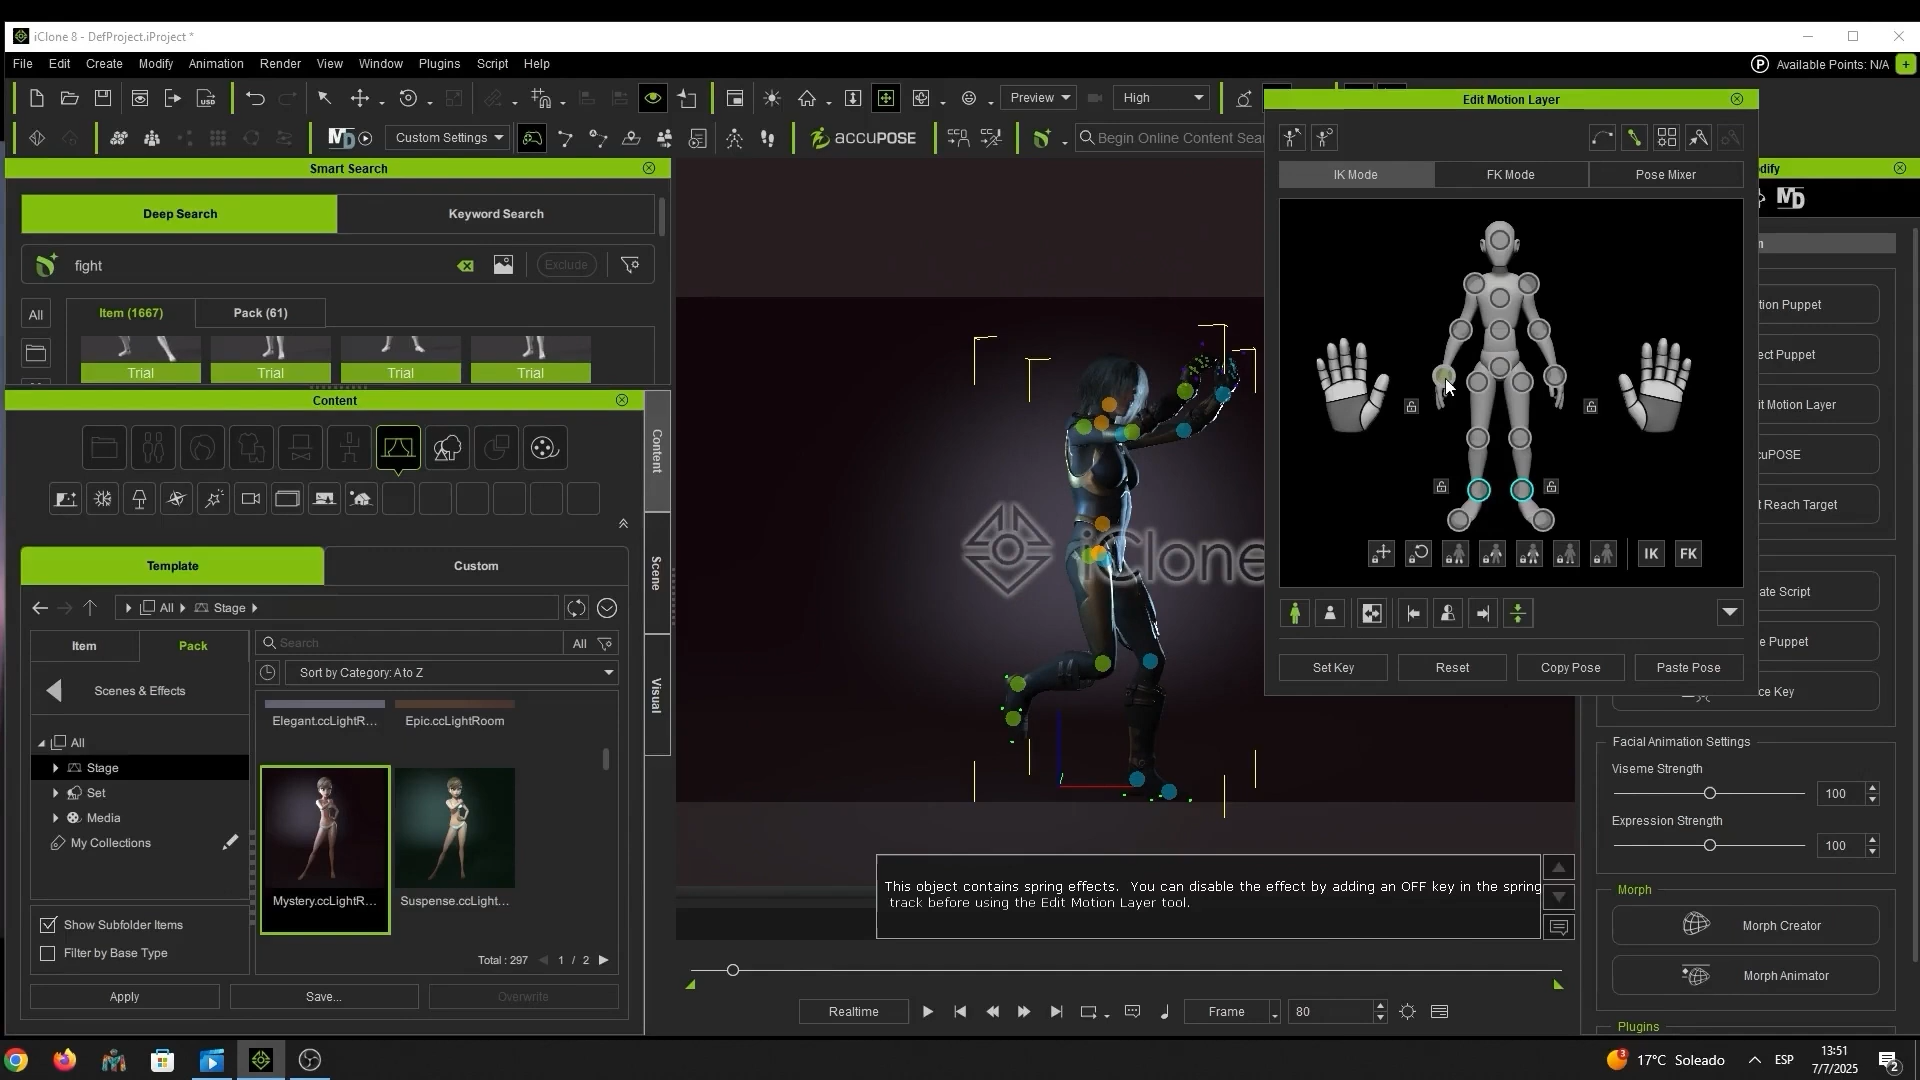 iClone 8 - DefProject.iProject *
File Edit Create Modify Animation Render View Window Plugins Script Help
Available Points: N/A
Preview
High
Edit Motion Layer
Custom Settings
ACCUPOSE
Begin Online Content Sear
Smart Search
dify
IK Mode
FK Mode
Pose Mixer
Deep Search
Keyword Search
fight
Exclude
All
Item (1667)
Pack (61)
Trial
Trial
Trial
Trial
tion Puppet
ect Puppet
it Motion Layer
cuPOSE
t Reach Target
Content
Content
Scene
Visual
iClone
IK
FK
Template
Custom
All
Stage
ate Script
e Puppet
ce Key
Item
Pack
Search
All
Sort by Category: A to Z
Scenes & Effects
Set Key
Reset
Copy Pose
Paste Pose
Elegant.ccLightR...
Epic.ccLightRoom
All
Stage
Set
Media
My Collections
Mystery.ccLightR...
Suspense.ccLight...
Facial Animation Settings
Viseme Strength
100
Expression Strength
100
This object contains spring effects. You can disable the effect by adding an OFF key in the spring
track before using the Edit Motion Layer tool.
Morph
Morph Creator
Morph Animator
Show Subfolder Items
Filter by Base Type
Total : 297
1 / 2
Apply
Save...
Overwrite
Realtime
Frame
80
Plugins
3
17°C Soleado
ESP
13:51
7/7/2025
2